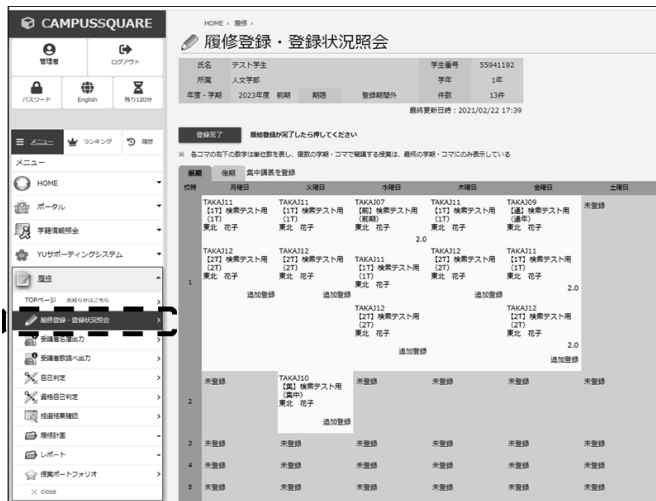 CAMPUSSQUARE
管理者
ログアウト
パスワード
English
残り120分
メニュー
ランキング
履歴
メニュー
HOME
ポータル
学籍情報照会
YUサポーティングシステム
履修
TOPページ お知らせはこちら
履修登録・登録状況照会
受講者名簿出力
受講者数調べ出力
自己判定
資格自己判定
抽選結果確認
履修計画
レポート
授業ポートフォリオ
× close
HOME › 履修 ›
履修登録・登録状況照会
氏名 テスト学生 学生番号 55941192
所属 人文学部 学年 1年
年度・学期 2023年度 前期 期限 登録期間外 件数 13件
最終更新日時：2021/02/22 17:39
登録完了 履修登録が完了したら押してください
※ 各コマの右下の数字は単位数を表し、複数の学期・コマで開講する授業は、最終の学期・コマにのみ表示している
前期 後期 集中講義を登録
校時 月曜日 火曜日 水曜日 木曜日 金曜日 土曜日
1
TAKAJ11
【1T】検索テスト用
(1T)
東北 花子
TAKAJ12
【2T】検索テスト用
(2T)
東北 花子
追加登録
TAKAJ11
【1T】検索テスト用
(1T)
東北 花子
TAKAJ12
【2T】検索テスト用
(2T)
東北 花子
追加登録
TAKAJ07
【前】検索テスト用
(前期)
東北 花子
2.0
TAKAJ11
【1T】検索テスト用
(1T)
東北 花子
TAKAJ12
【2T】検索テスト用
(2T)
東北 花子
追加登録
TAKAJ11
【1T】検索テスト用
(1T)
東北 花子
TAKAJ12
【2T】検索テスト用
(2T)
東北 花子
追加登録
TAKAJ09
【通】検索テスト用
(通年)
東北 花子
TAKAJ11
【1T】検索テスト用
(1T)
東北 花子
2.0
TAKAJ12
【2T】検索テスト用
(2T)
東北 花子
2.0
追加登録
未登録
2
未登録
TAKAJ10
【集】検索テスト用
(集中)
東北 花子
追加登録
未登録
未登録
未登録
未登録
3 未登録 未登録 未登録 未登録 未登録 未登録
4 未登録 未登録 未登録 未登録 未登録 未登録
5 未登録 未登録 未登録 未登録 未登録 未登録